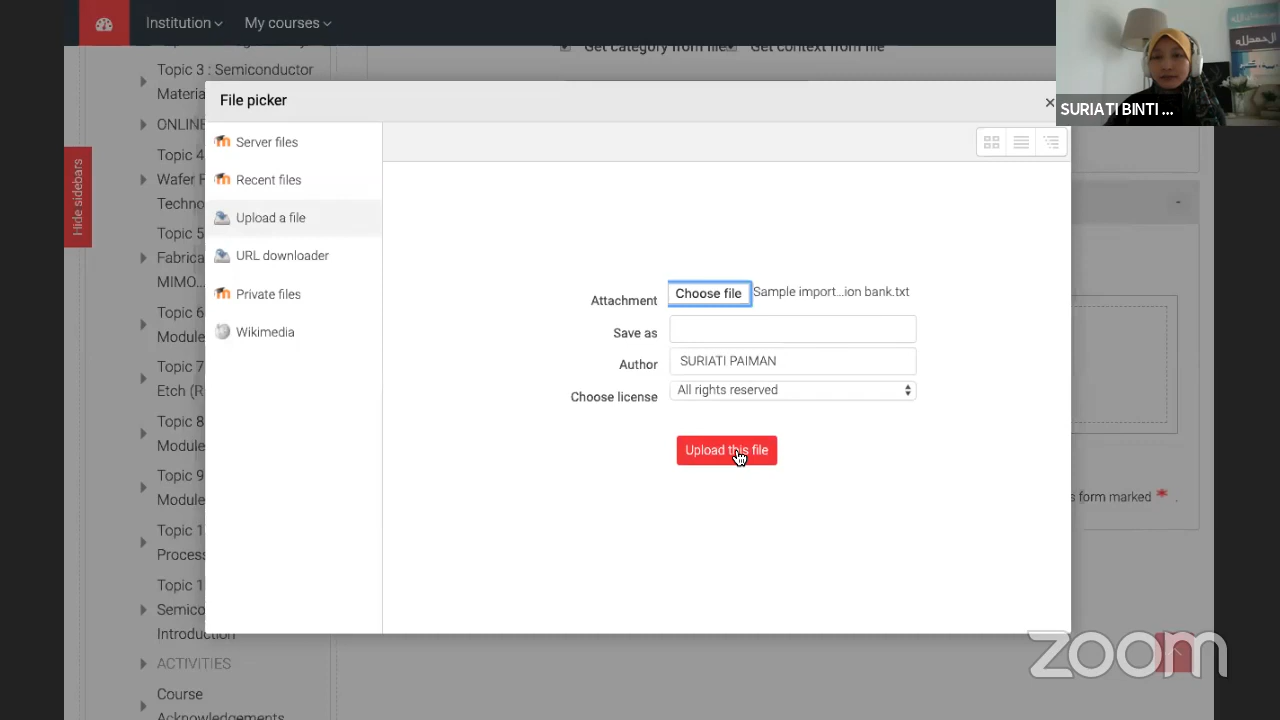 Institution
My courses
Get category from file
Get context from file
Topic 3 : Semiconductor
Materia
File picker
SURIATI BINTI ...
ONLINE
Server files
Topic 4
Wafer F
Techno
Recent files
Hide sidebars
Upload a file
Topic 5
Fabrica
MIMO...
URL downloader
Private files
Topic 6
Module
Wikimedia
Attachment
Choose file
Sample import...ion bank.txt
Save as
Author
SURIATI PAIMAN
Choose license
All rights reserved
Upload this file
Topic 7
Etch (R
Topic 8
Module
Topic 9
Module
s form marked * .
Topic 1
Proces
Topic 1
Semico
Introduction
ACTIVITIES
Course
Acknowledgements
zoom